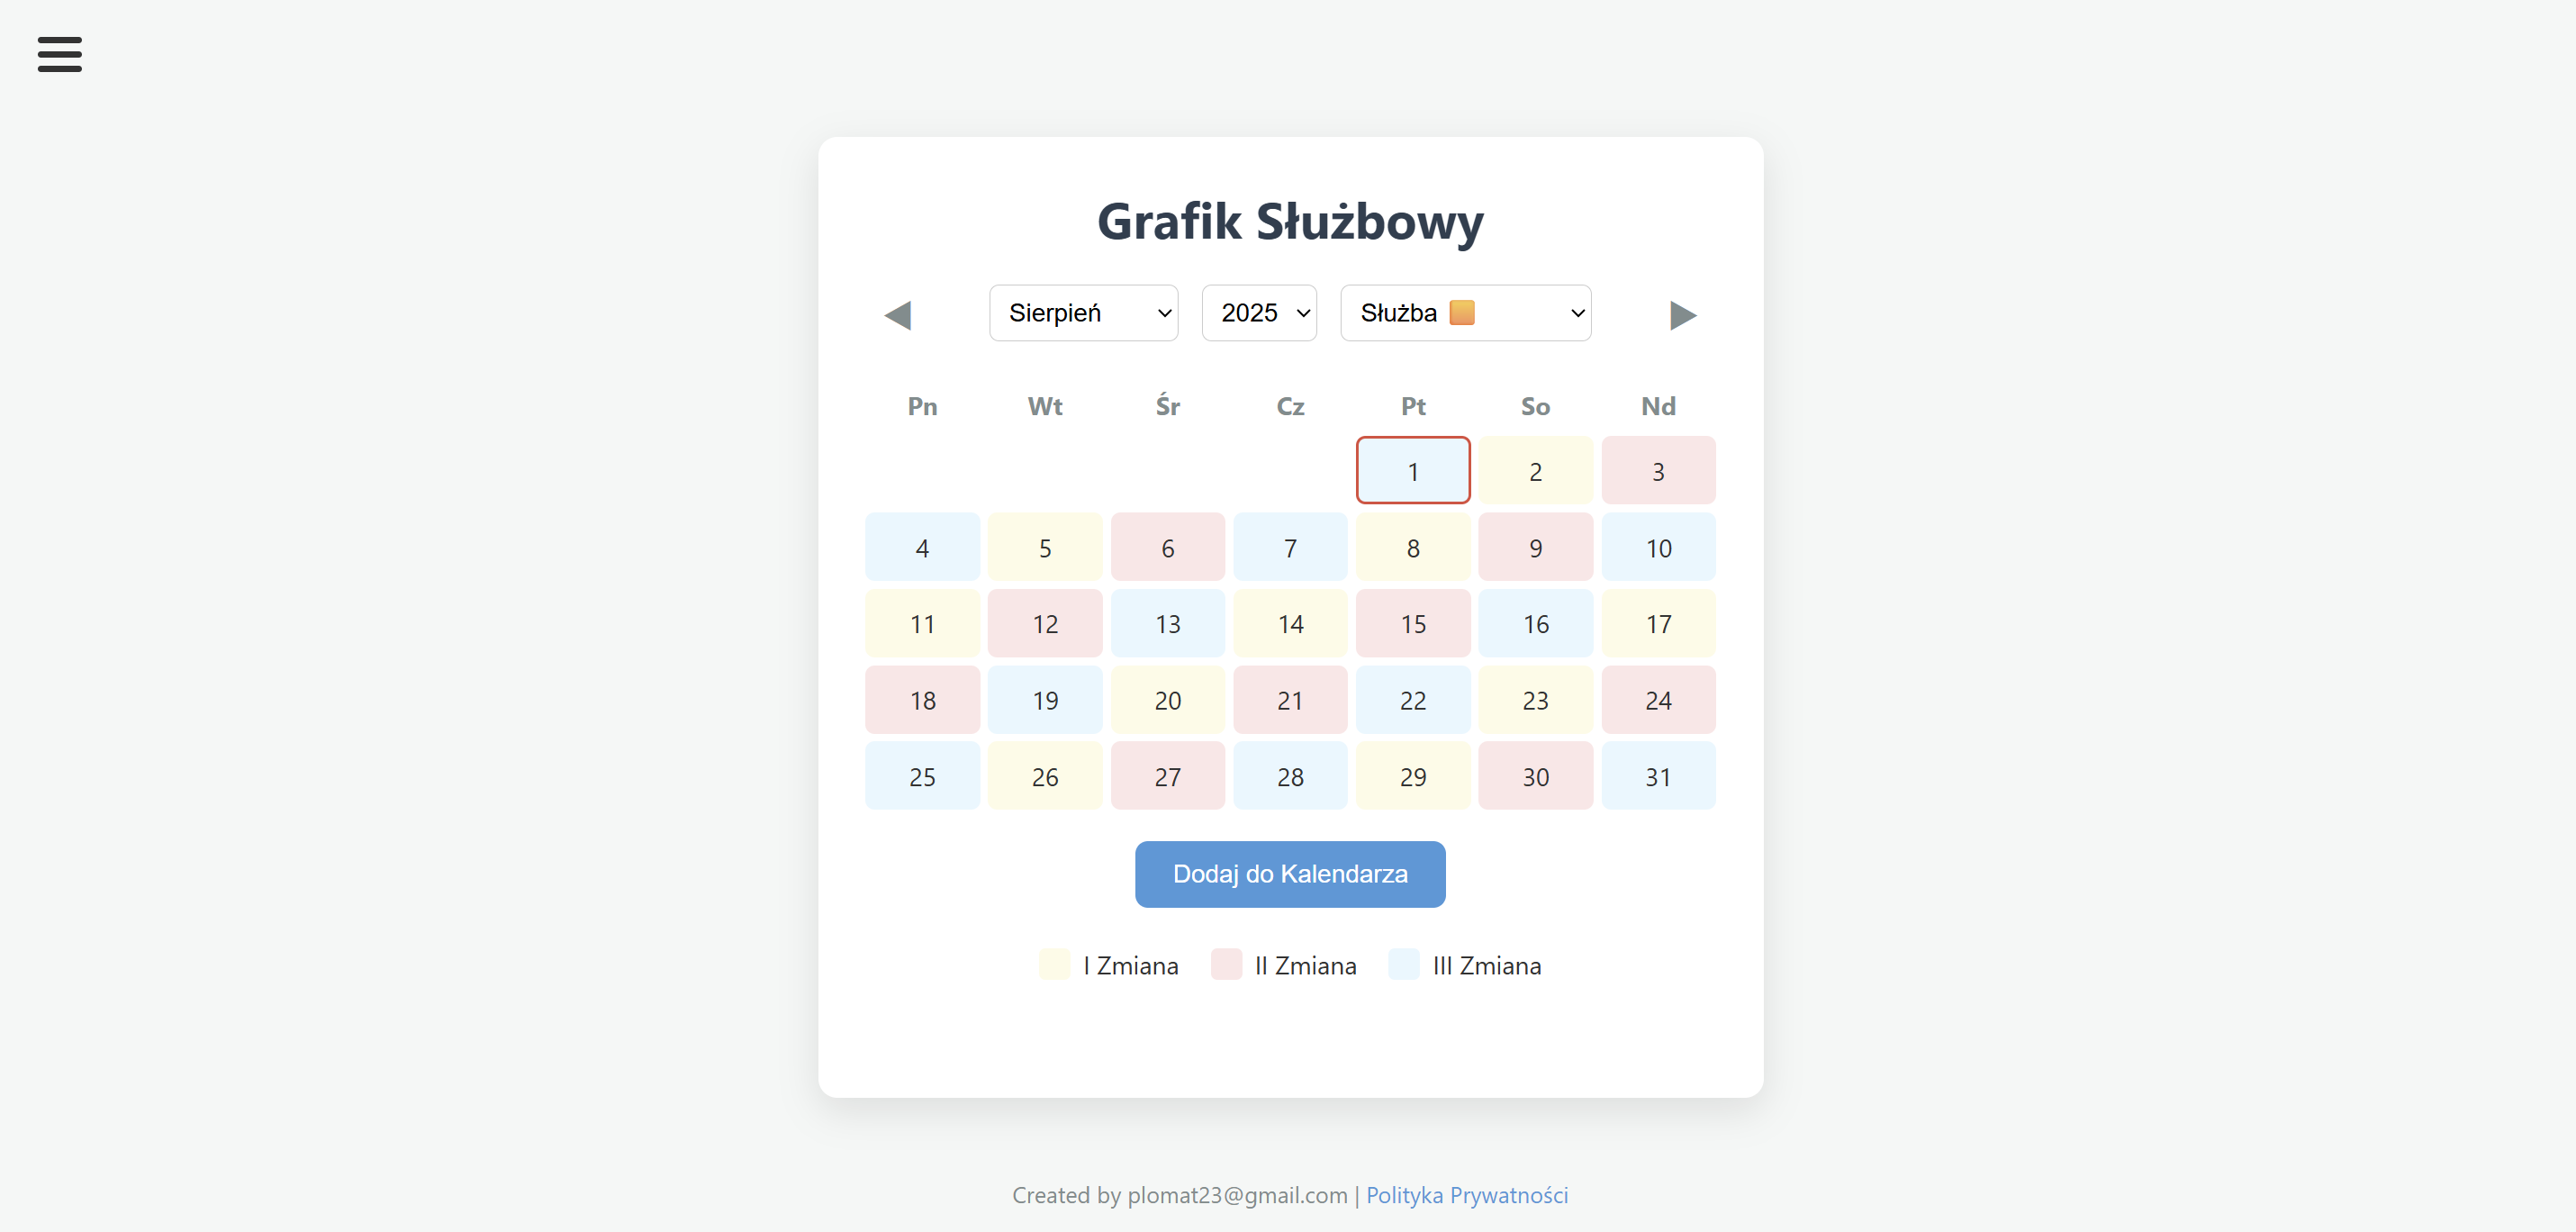 Grafik Służbowy
◀ Sierpień 2025 Służba 🟨 ▶
Pn Wt Śr Cz Pt So Nd
1 2 3
4 5 6 7 8 9 10
11 12 13 14 15 16 17
18 19 20 21 22 23 24
25 26 27 28 29 30 31
Dodaj do Kalendarza
I Zmiana II Zmiana III Zmiana
Created by plomat23@gmail.com | Polityka Prywatności